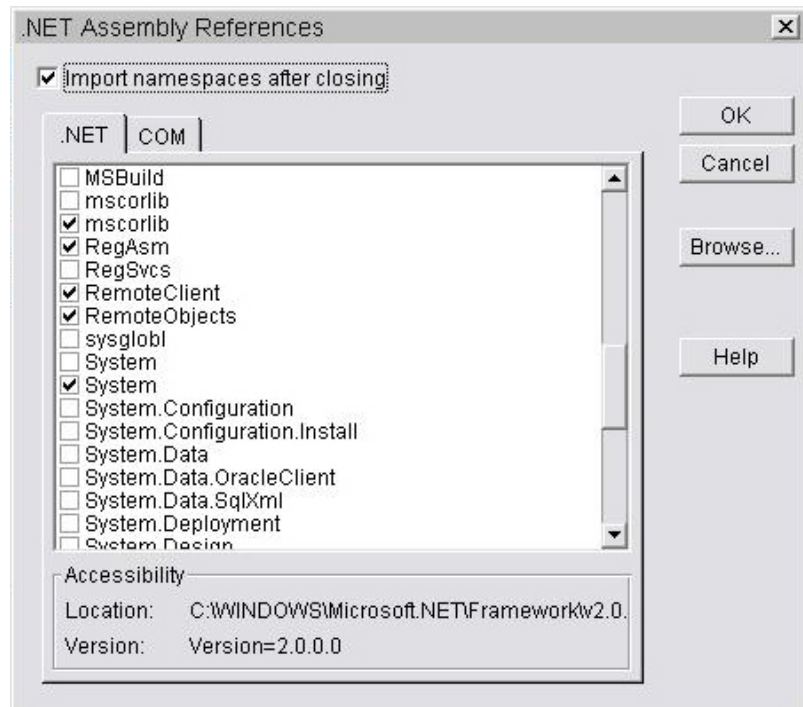 .NET Assembly References
Import namespaces after closing
.NET
COM
MSBuild
mscorlib
mscorlib
RegAsm
RegSvcs
RemoteClient
RemoteObjects
sysglobl
System
System
System.Configuration
System.Configuration.Install
System.Data
System.Data.OracleClient
System.Data.SqlXml
System.Deployment
System.Design
Accessibility
Location: C:\WINDOWS\Microsoft.NET\Framework\v2.0.
Version: Version=2.0.0.0
OK
Cancel
Browse...
Help